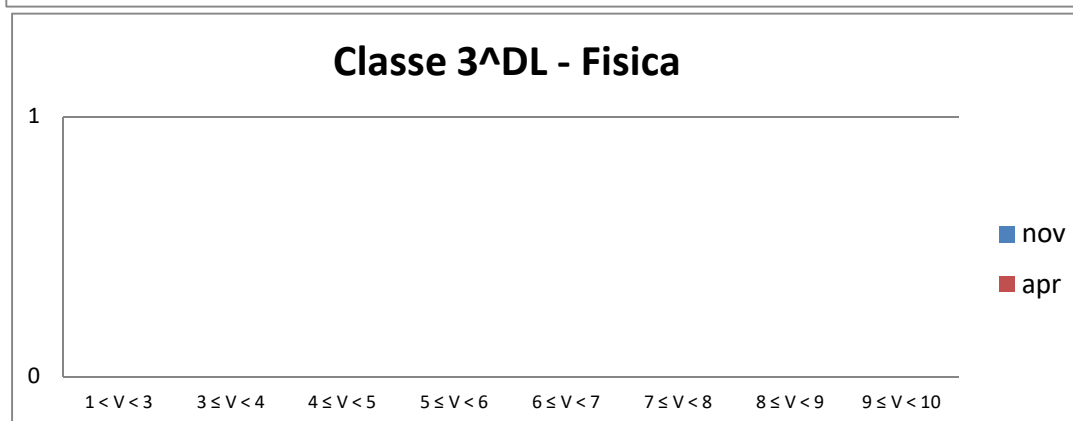 Classe 3^DL - Fisica
1
nov
apr
0
1 < V < 3 3 ≤ V < 4 4 ≤ V < 5 5 ≤ V < 6 6 ≤ V < 7 7 ≤ V < 8 8 ≤ V < 9 9 ≤ V < 10